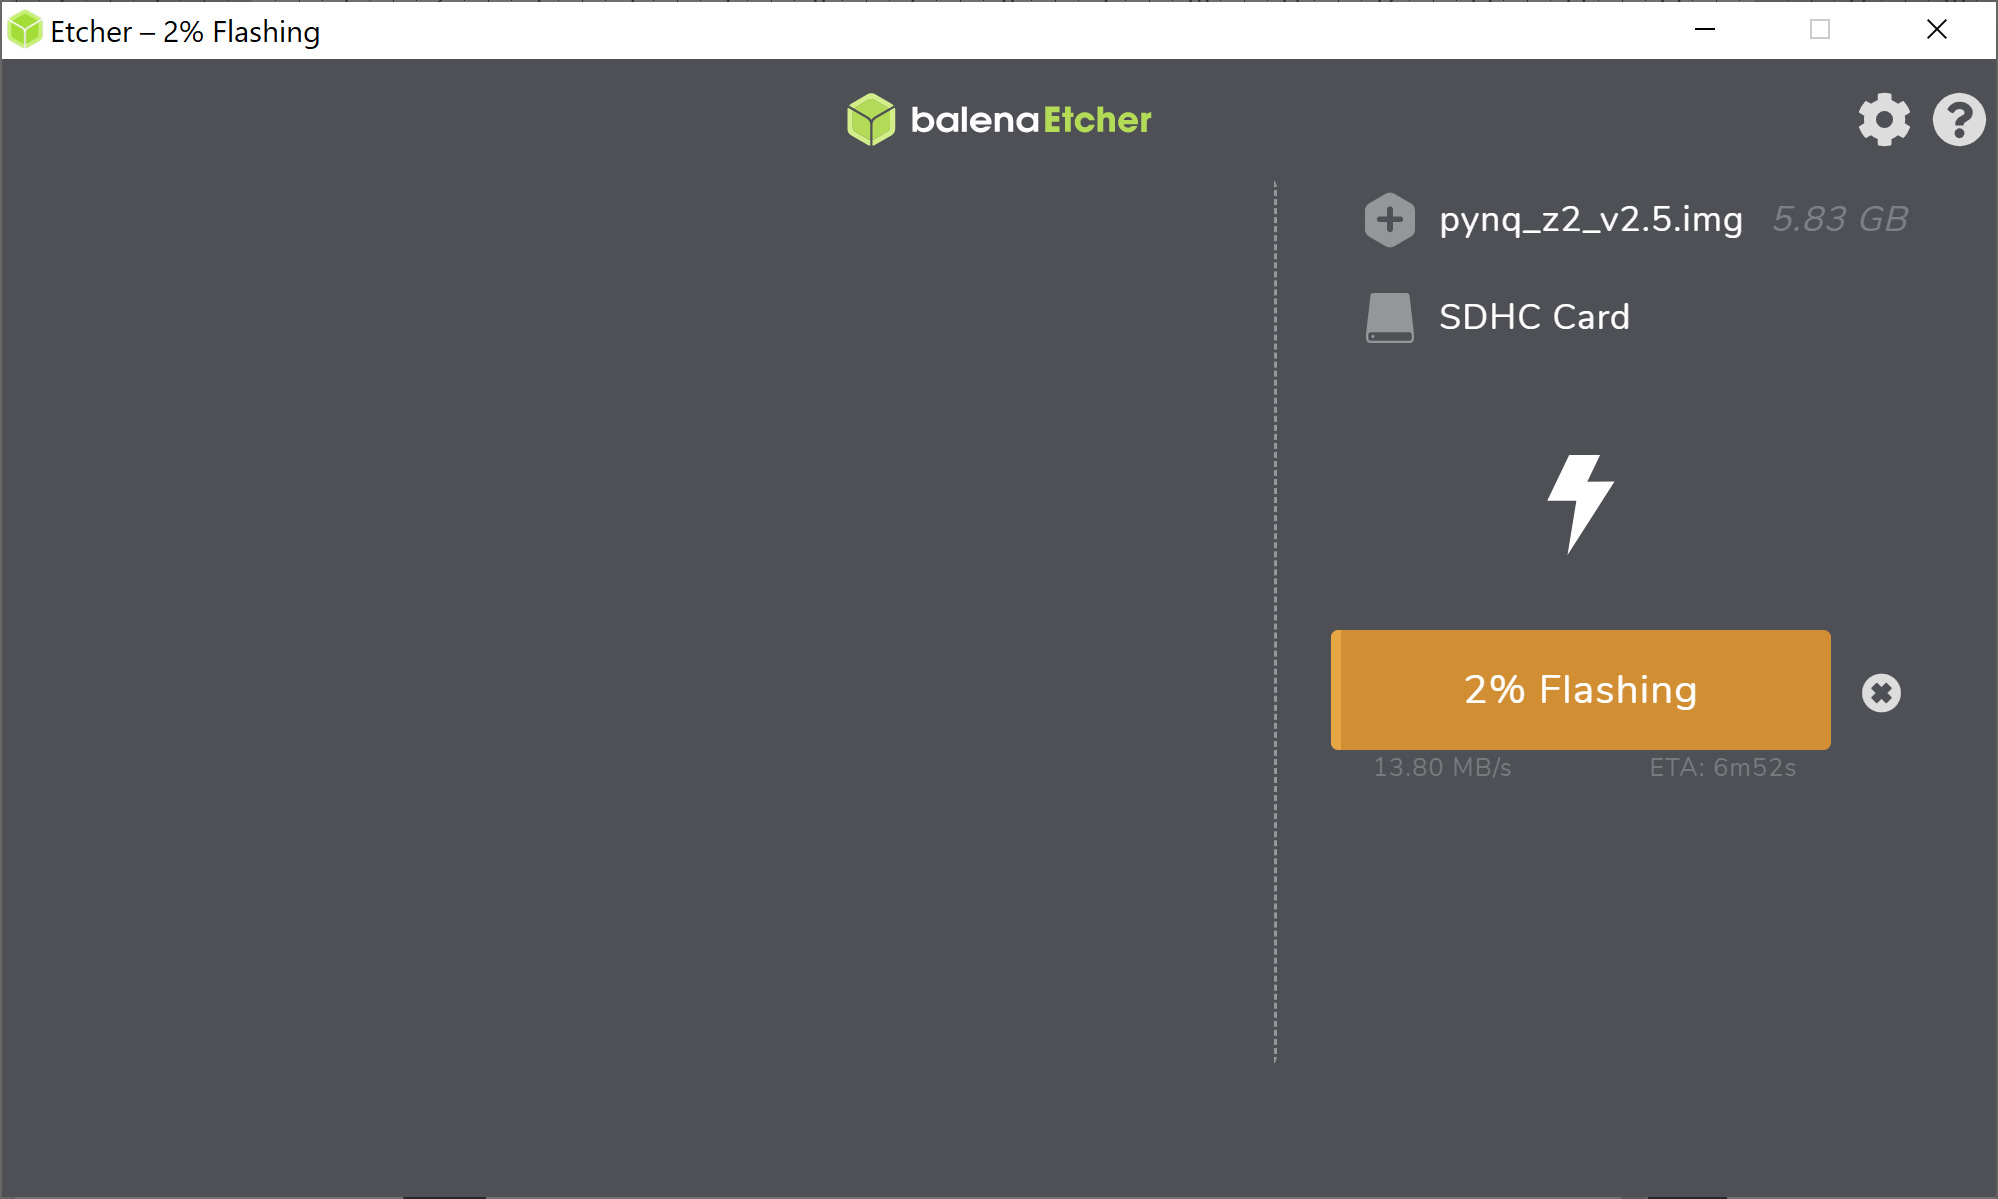 Etcher – 2% Flashing
balenaEtcher
pynq_z2_v2.5.img 5.83 GB
SDHC Card
2% Flashing
13.80 MB/s ETA: 6m52s